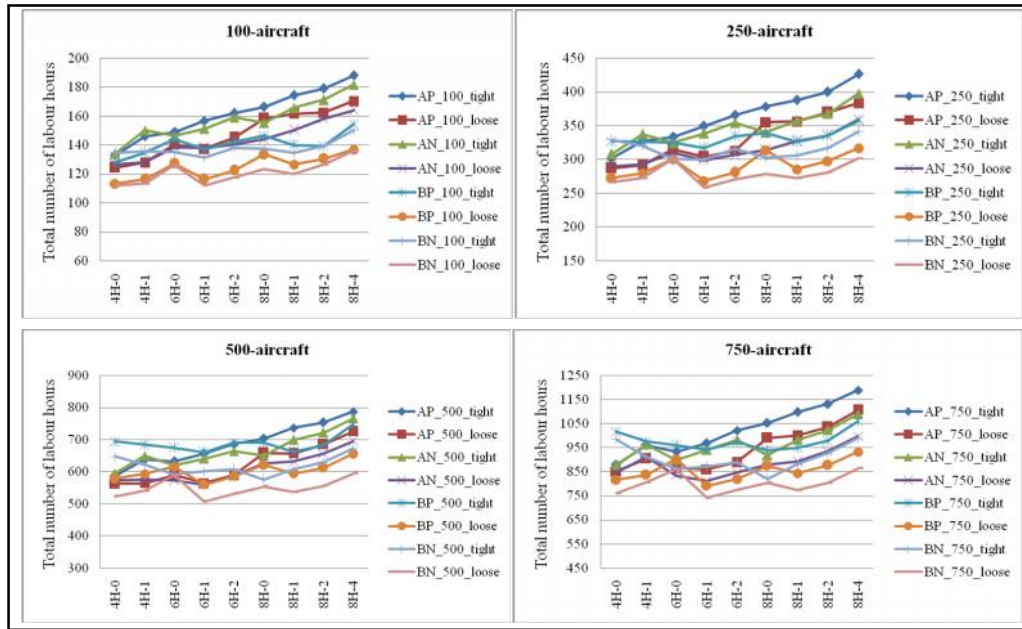 100-aircraft
Total number of labour hours
200
180
160
140
120
100
80
60
4H-0
4H-1
6H-0
6H-1
6H-2
8H-0
8H-1
8H-2
8H-4
AP_100_tight
AP_100_loose
AN_100_tight
AN_100_loose
BP_100_tight
BP_100_loose
BN_100_tight
BN_100_loose
250-aircraft
Total number of labour hours
450
400
350
300
250
200
150
4H-0
4H-1
6H-0
6H-1
6H-2
8H-0
8H-1
8H-2
8H-4
AP_250_tight
AP_250_loose
AN_250_tight
AN_250_loose
BP_250_tight
BP_250_loose
BN_250_tight
BN_250_loose
500-aircraft
Total number of labour hours
900
800
700
600
500
400
300
4H-0
4H-1
6H-0
6H-1
6H-2
8H-0
8H-1
8H-2
8H-4
AP_500_tight
AP_500_loose
AN_500_tight
AN_500_loose
BP_500_tight
BP_500_loose
BN_500_tight
BN_500_loose
750-aircraft
Total number of labour hours
1250
1150
1050
950
850
750
650
550
450
4H-0
4H-1
6H-0
6H-1
6H-2
8H-0
8H-1
8H-2
8H-4
AP_750_tight
AP_750_loose
AN_750_tight
AN_750_loose
BP_750_tight
BP_750_loose
BN_750_tight
BN_750_loose